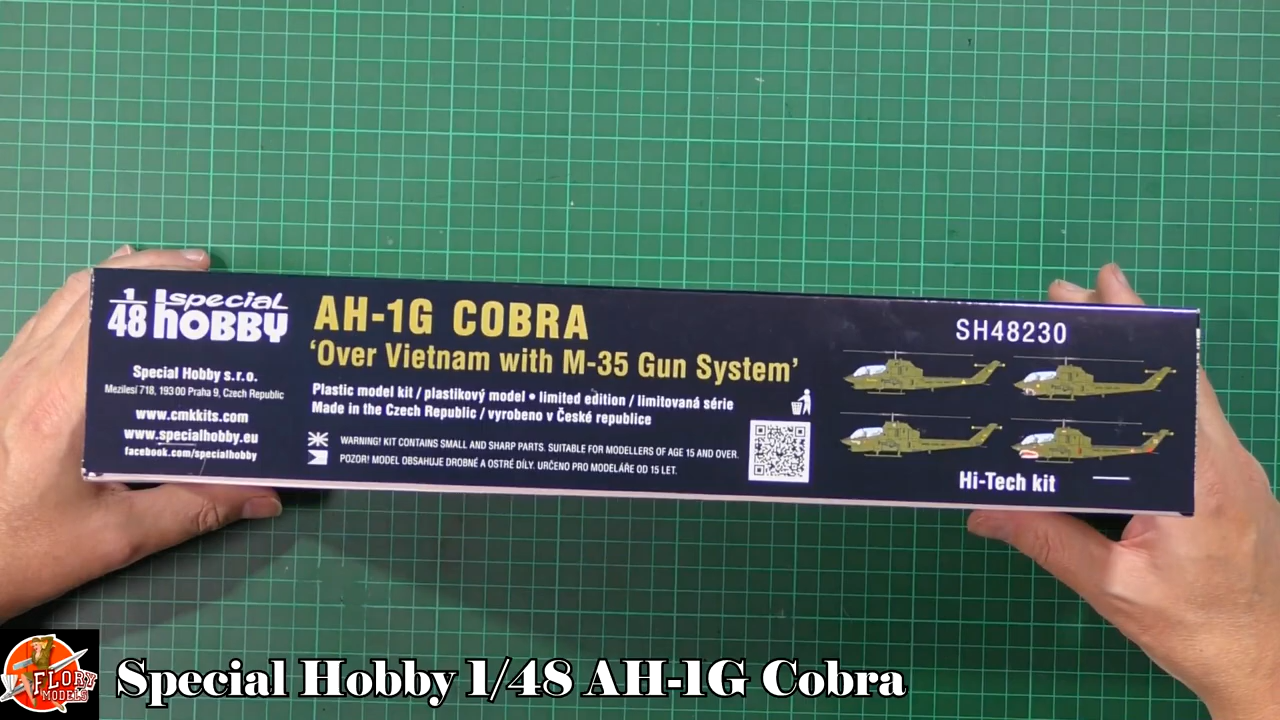 1/48 special hobby
Special Hobby s.r.o.
Mezilesí 718, 193 00 Praha 9, Czech Republic
www.cmkkits.com
www.specialhobby.eu
facebook.com/specialhobby
AH-1G COBRA
‘Over Vietnam with M-35 Gun System’
Plastic model kit / plastikový model • limited edition / limitovaná série
Made in the Czech Republic / vyrobeno v České republice
WARNING! KIT CONTAINS SMALL AND SHARP PARTS. SUITABLE FOR MODELLERS OF AGE 15 AND OVER.
POZOR! MODEL OBSAHUJE DROBNÉ A OSTRÉ DÍLY. URČENO PRO MODELÁŘE OD 15 LET.
SH48230
Hi-Tech kit
FLORY
MODELS
Special Hobby 1/48 AH-1G Cobra